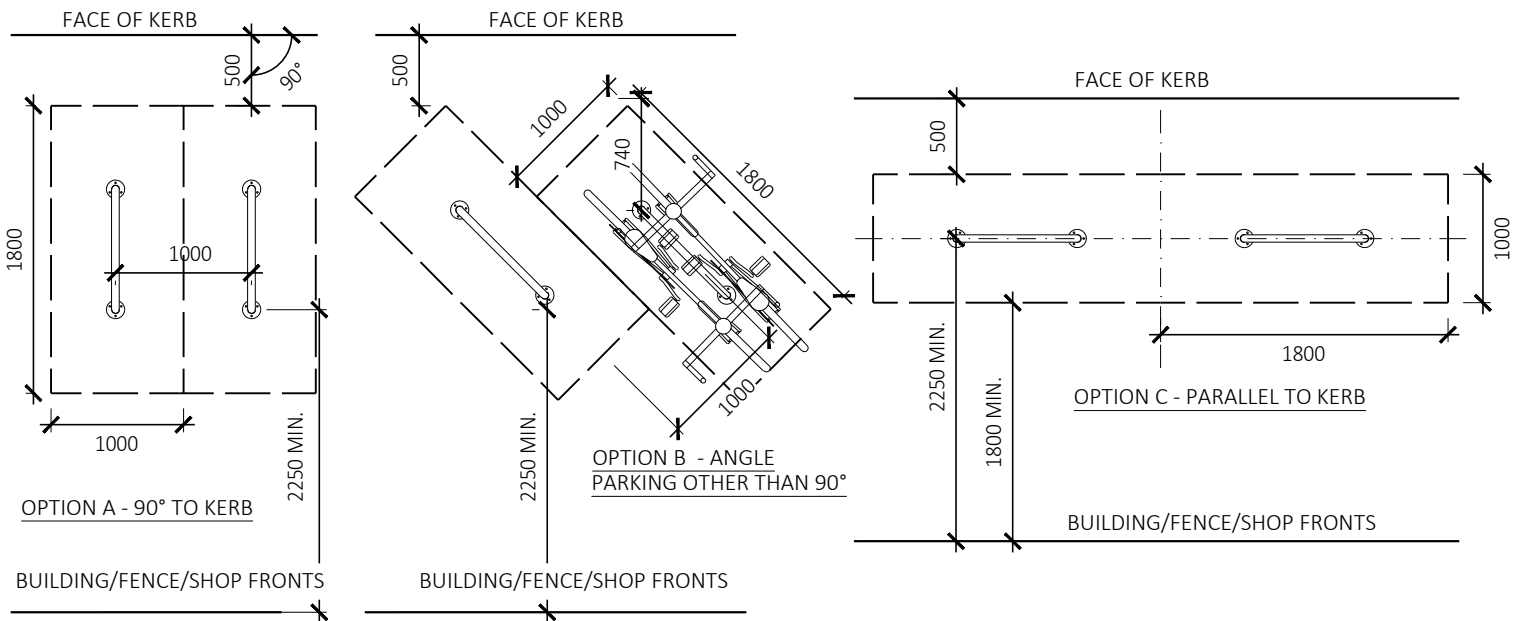 FACE OF KERB
500
90°
1800
1000
1000
2250 MIN.
OPTION A - 90° TO KERB
BUILDING/FENCE/SHOP FRONTS
FACE OF KERB
500
1000
740
1800
1000
2250 MIN.
OPTION B - ANGLE
PARKING OTHER THAN 90°
BUILDING/FENCE/SHOP FRONTS
FACE OF KERB
500
1000
1800
2250 MIN.
1800 MIN.
OPTION C - PARALLEL TO KERB
BUILDING/FENCE/SHOP FRONTS